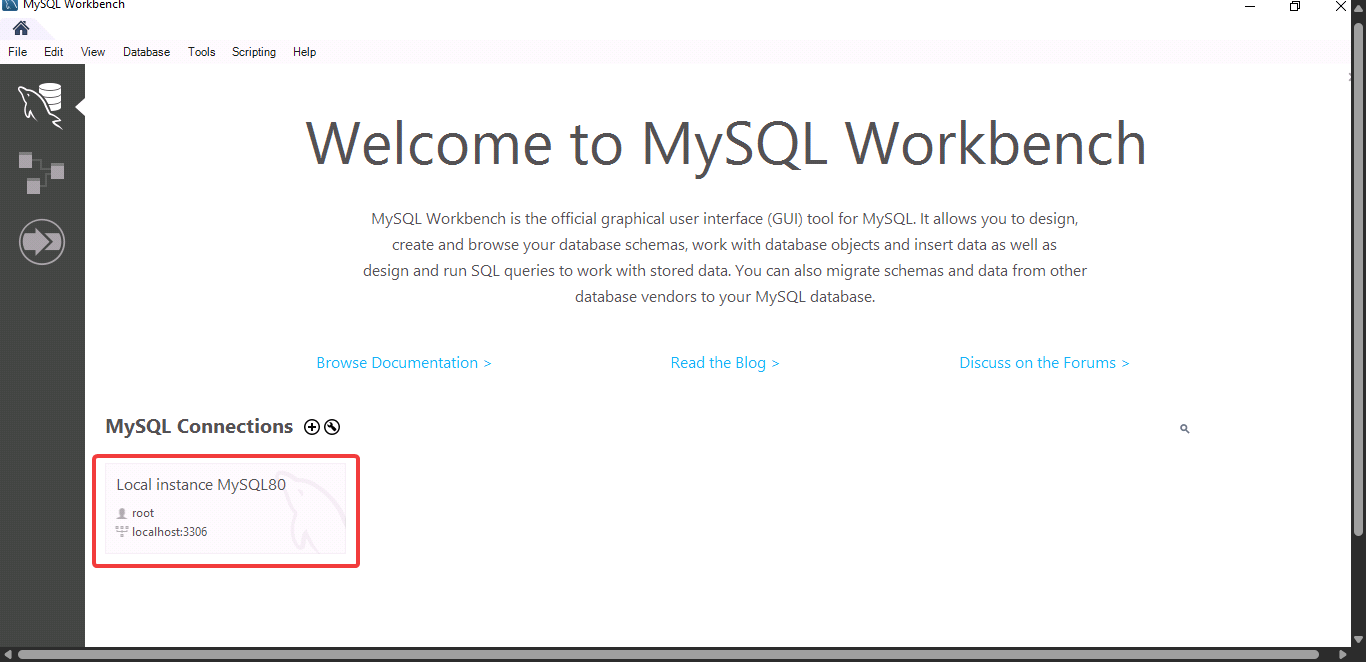 MySQL Workbench
File Edit View Database Tools Scripting Help
Welcome to MySQL Workbench
MySQL Workbench is the official graphical user interface (GUI) tool for MySQL. It allows you to design,
create and browse your database schemas, work with database objects and insert data as well as
design and run SQL queries to work with stored data. You can also migrate schemas and data from other
database vendors to your MySQL database.
Browse Documentation > Read the Blog > Discuss on the Forums >
MySQL Connections
Local instance MySQL80
root
localhost:3306